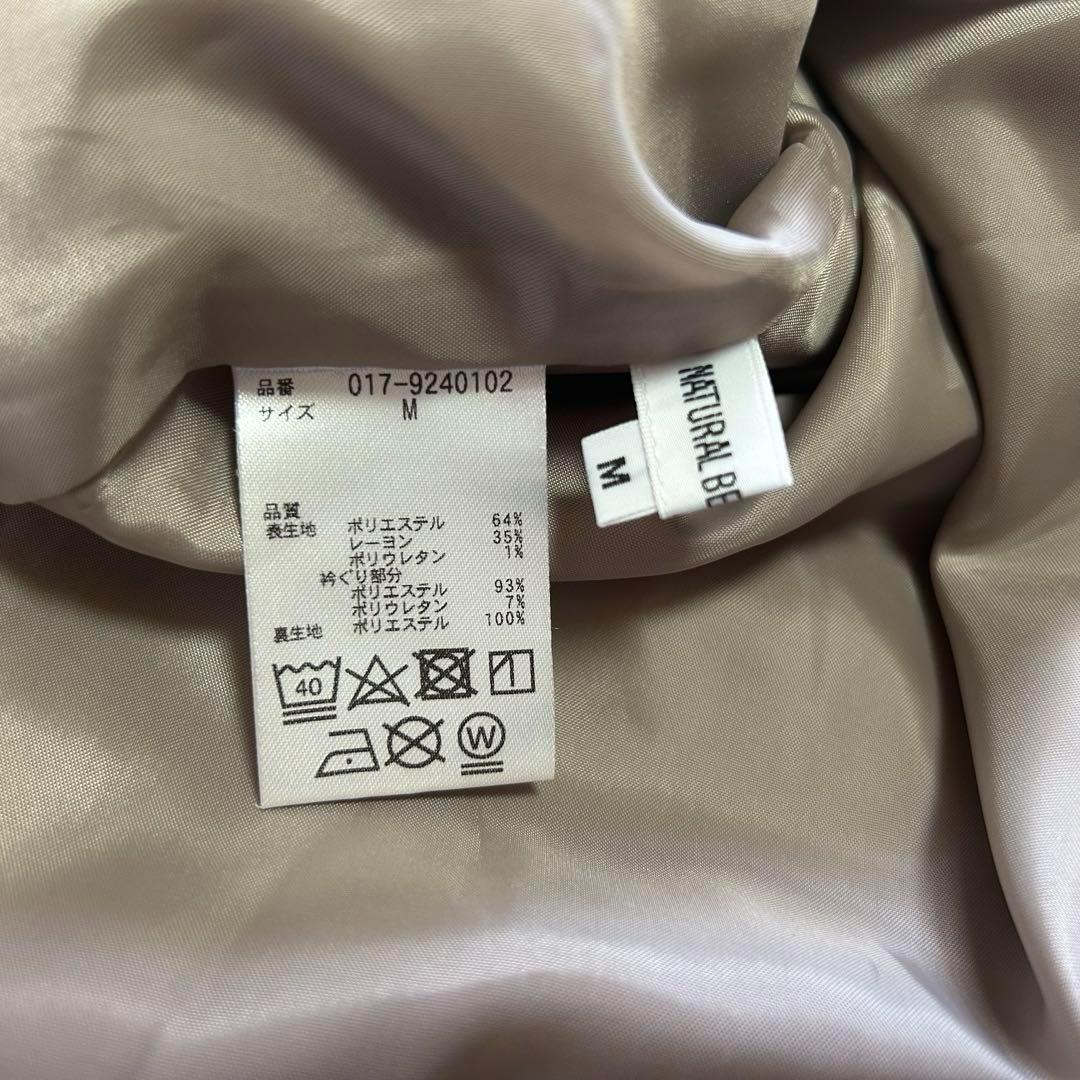 品番 017-9240102
サイズ M
品質
表生地 ポリエステル 64%
レーヨン 35%
ポリウレタン 1%
衿ぐり部分
ポリエステル 93%
ポリウレタン 7%
裏生地 ポリエステル 100%
40
W
NATURAL BE
M